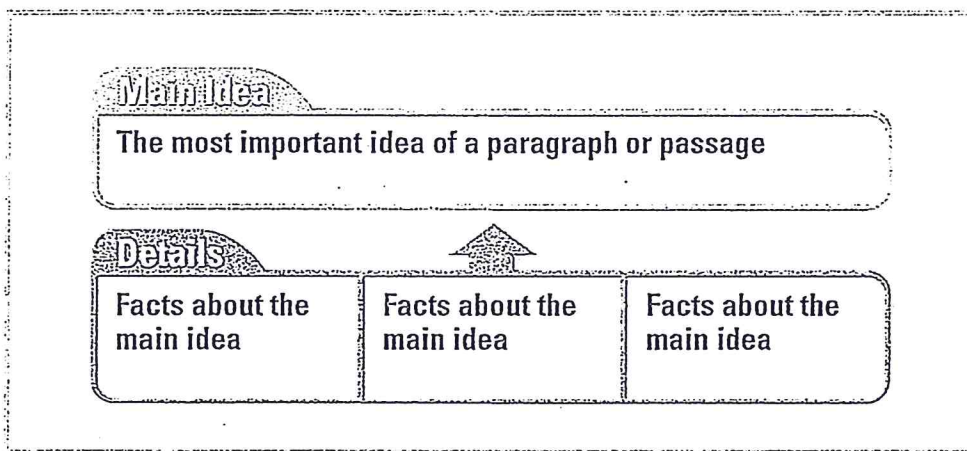 Main Idea
The most important idea of a paragraph or passage
Details
Facts about the
main idea
Facts about the
main idea
Facts about the
main idea